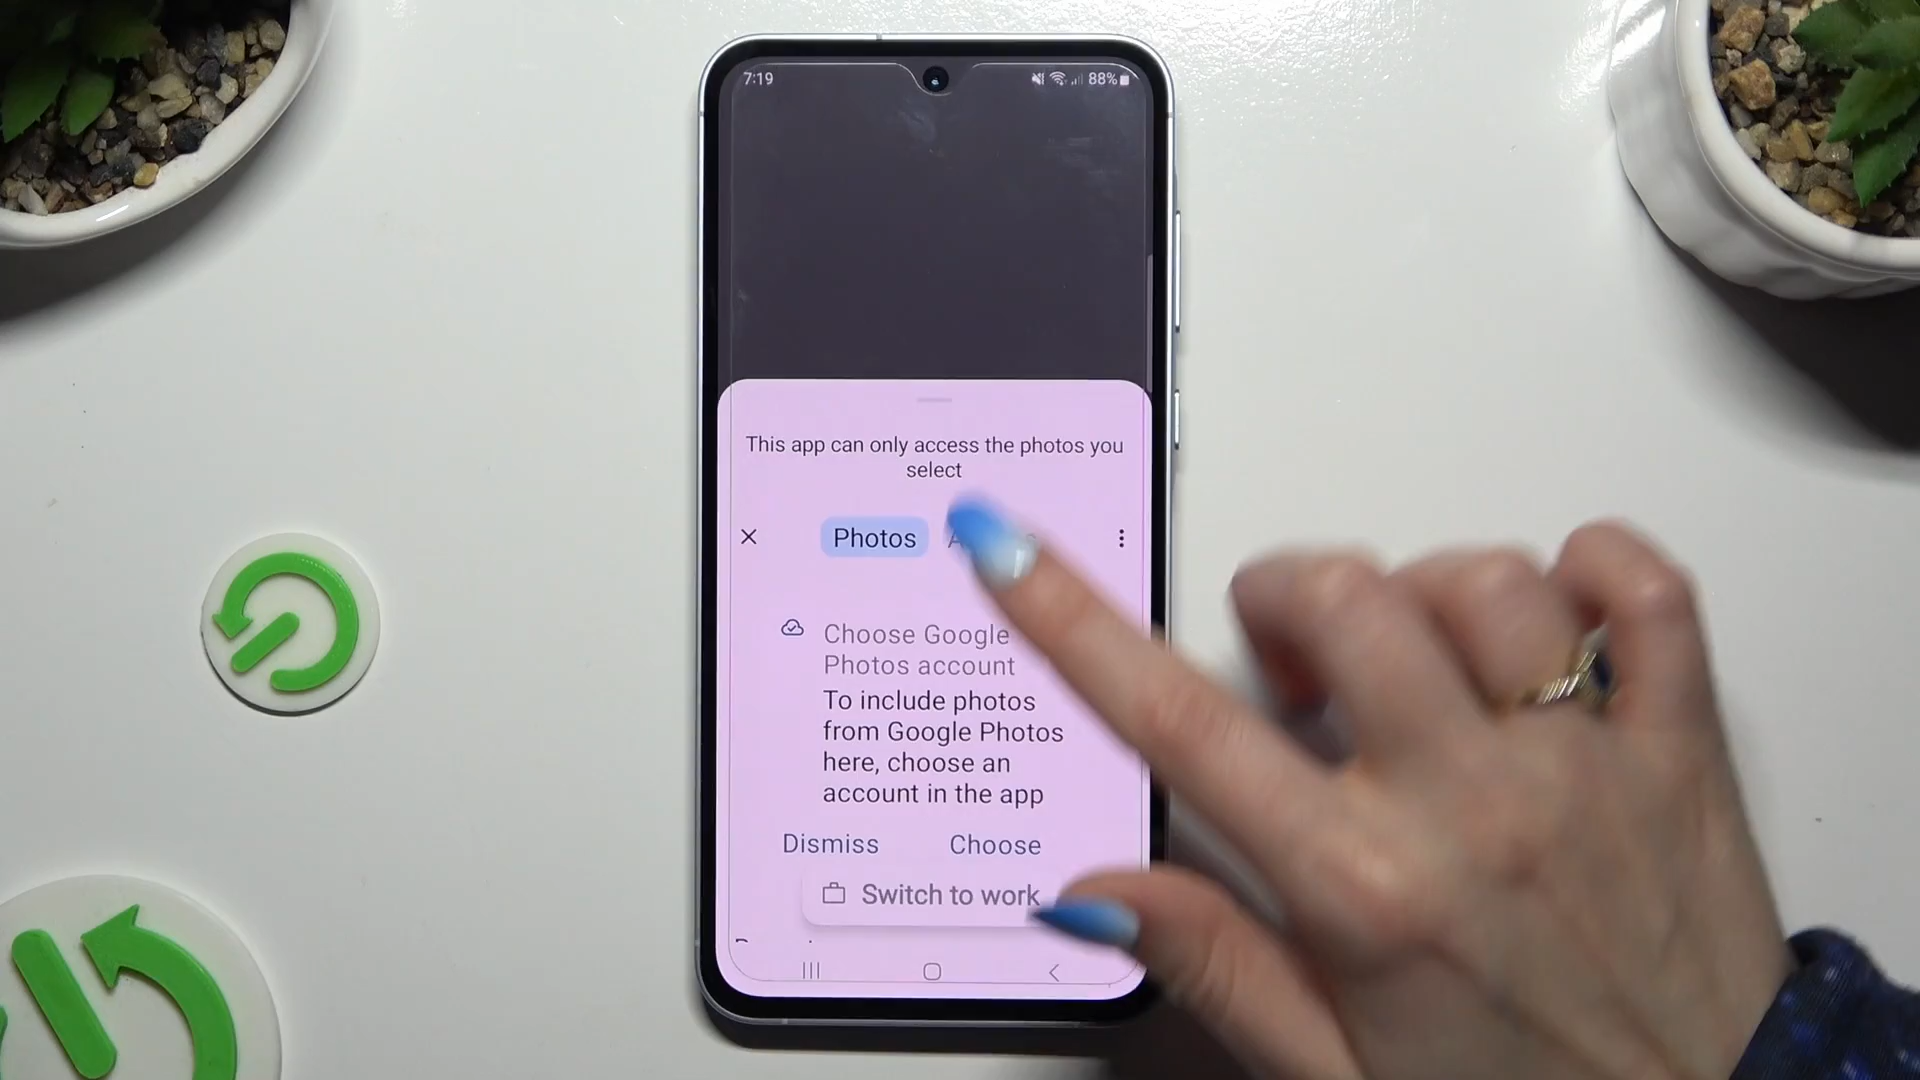 7:19
88%
This app can only access the photos you
select
Photos
Choose Google
Photos account
To include photos
from Google Photos
here, choose an
account in the app
Dismiss
Choose
Switch to work